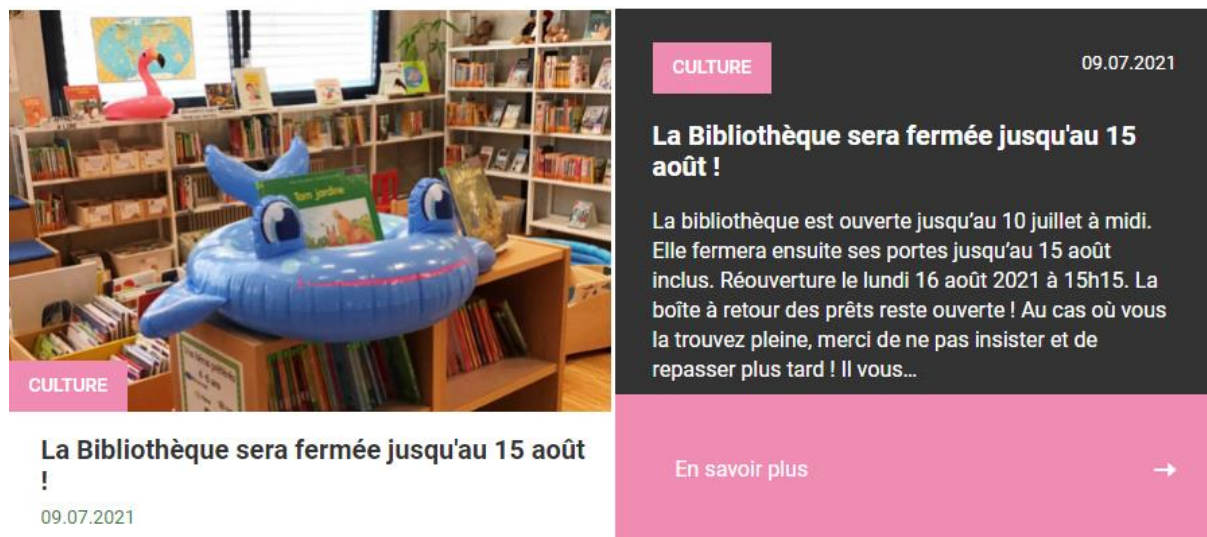 Tom jardine
CULTURE
La Bibliothèque sera fermée jusqu'au 15 août
!
09.07.2021
CULTURE
09.07.2021
La Bibliothèque sera fermée jusqu'au 15
août !
La bibliothèque est ouverte jusqu’au 10 juillet à midi.
Elle fermera ensuite ses portes jusqu’au 15 août
inclus. Réouverture le lundi 16 août 2021 à 15h15. La
boîte à retour des prêts reste ouverte ! Au cas où vous
la trouvez pleine, merci de ne pas insister et de
repasser plus tard ! Il vous…
En savoir plus